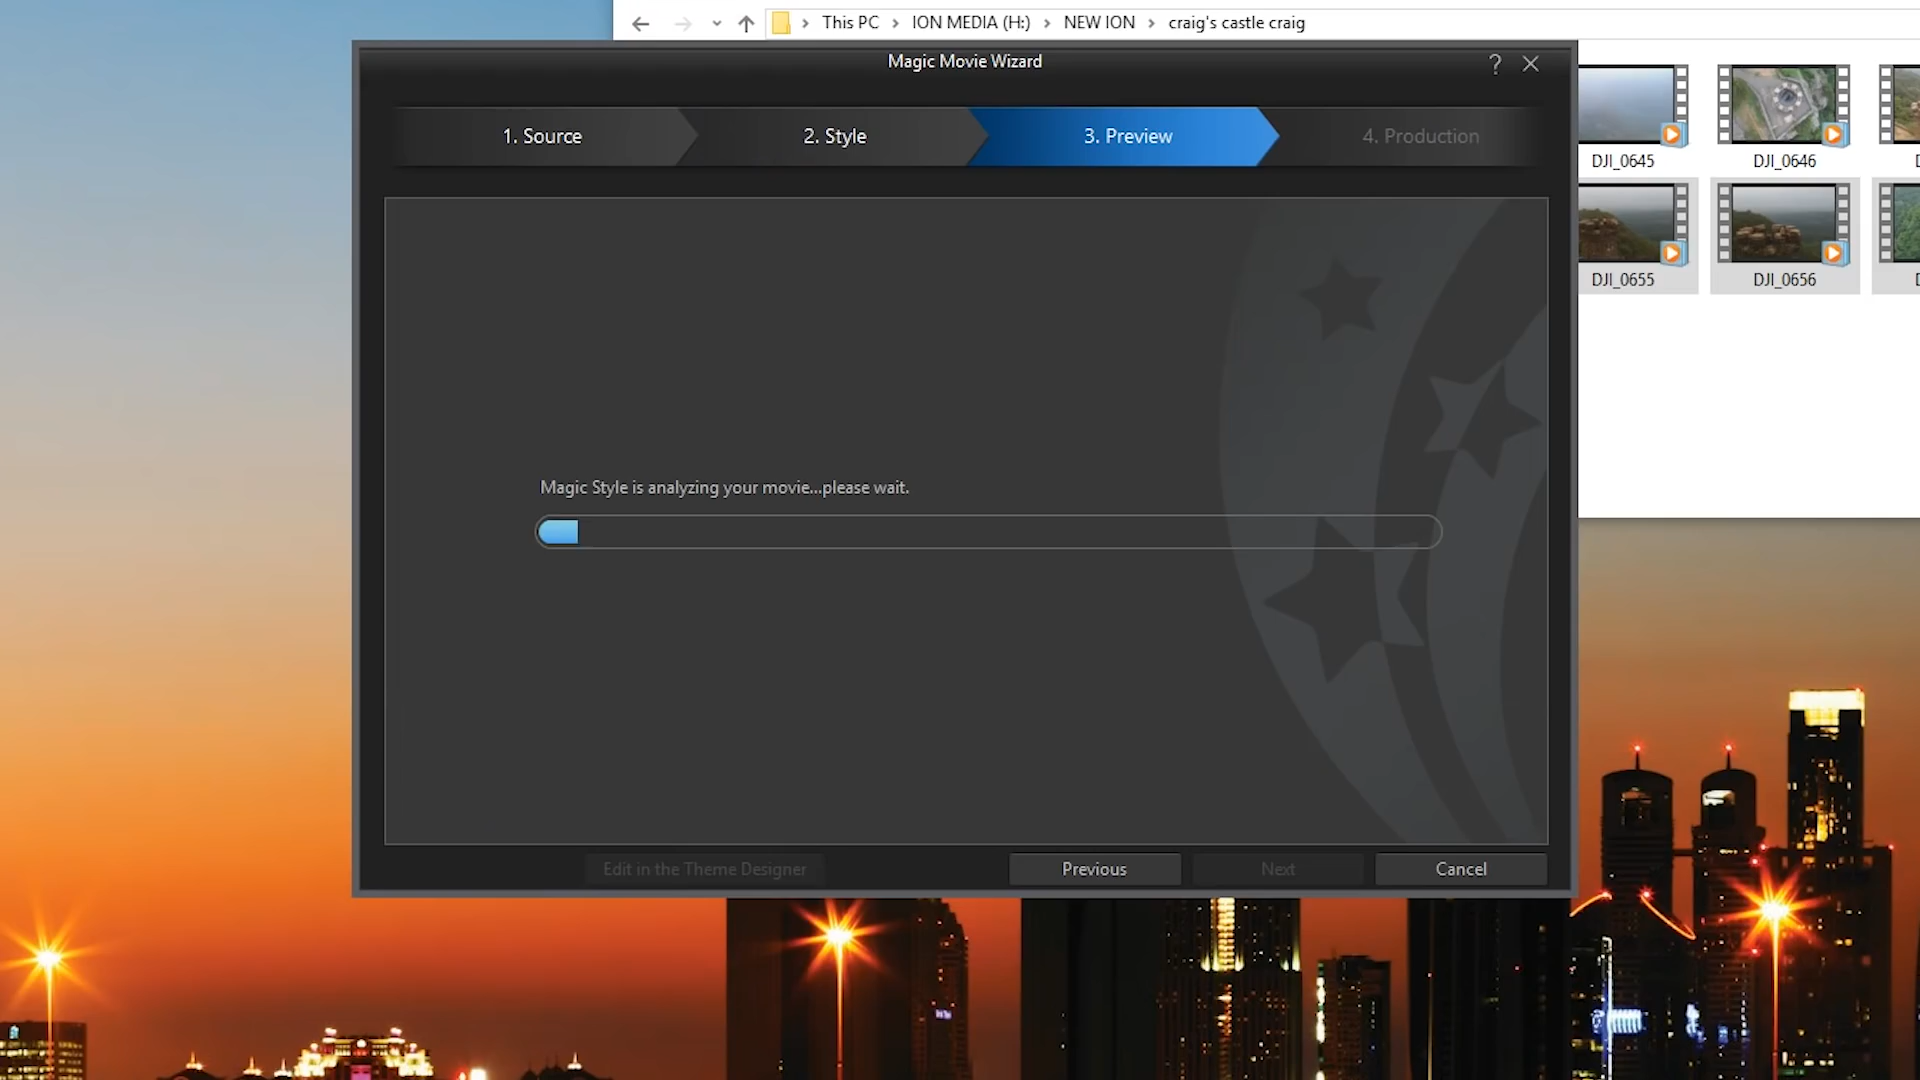 This PC > ION MEDIA (H:) > NEW ION > craig's castle craig
Magic Movie Wizard
?
1. Source
2. Style
3. Preview
4. Production
DJI_0645
DJI_0646
DJI_0655
DJI_0656
Magic Style is analyzing your movie...please wait.
Edit in the Theme Designer
Previous
Next
Cancel